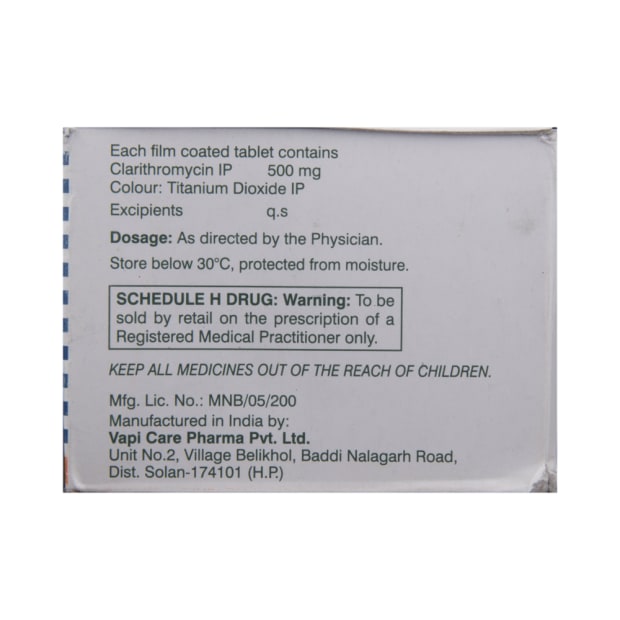 Each film coated tablet contains
Clarithromycin IP 500 mg
Colour: Titanium Dioxide IP
Excipients q.s
Dosage: As directed by the Physician.
Store below 30°C, protected from moisture.
SCHEDULE H DRUG: Warning: To be
sold by retail on the prescription of a
Registered Medical Practitioner only.
KEEP ALL MEDICINES OUT OF THE REACH OF CHILDREN.
Mfg. Lic. No.: MNB/05/200
Manufactured in India by:
Vapi Care Pharma Pvt. Ltd.
Unit No.2, Village Belikhol, Baddi Nalagarh Road,
Dist. Solan-174101 (H.P.)